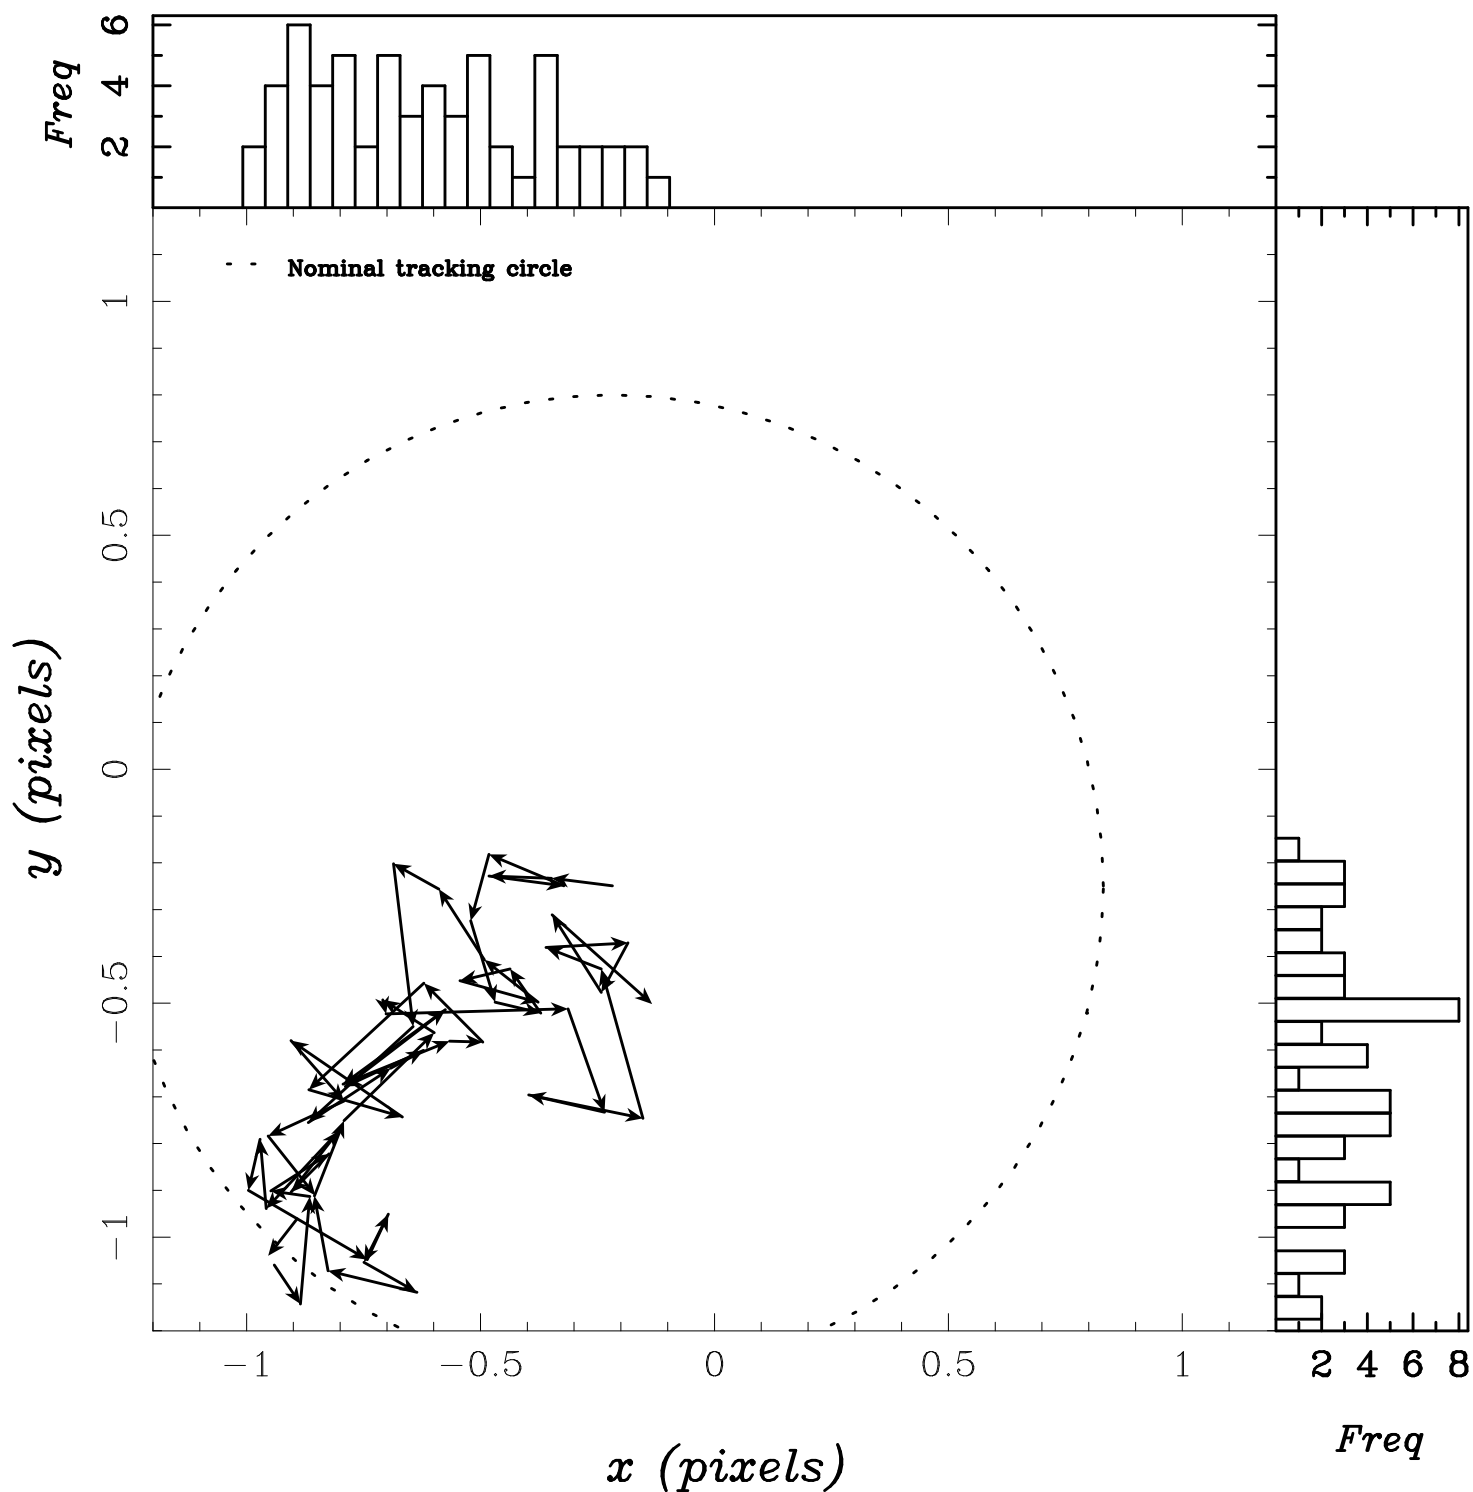 Freq
2 4 6
Nominal tracking circle
y (pixels)
1
0.5
0
−0.5
−1
−1 −0.5 0 0.5 1
x (pixels)
2 4 6 8
Freq